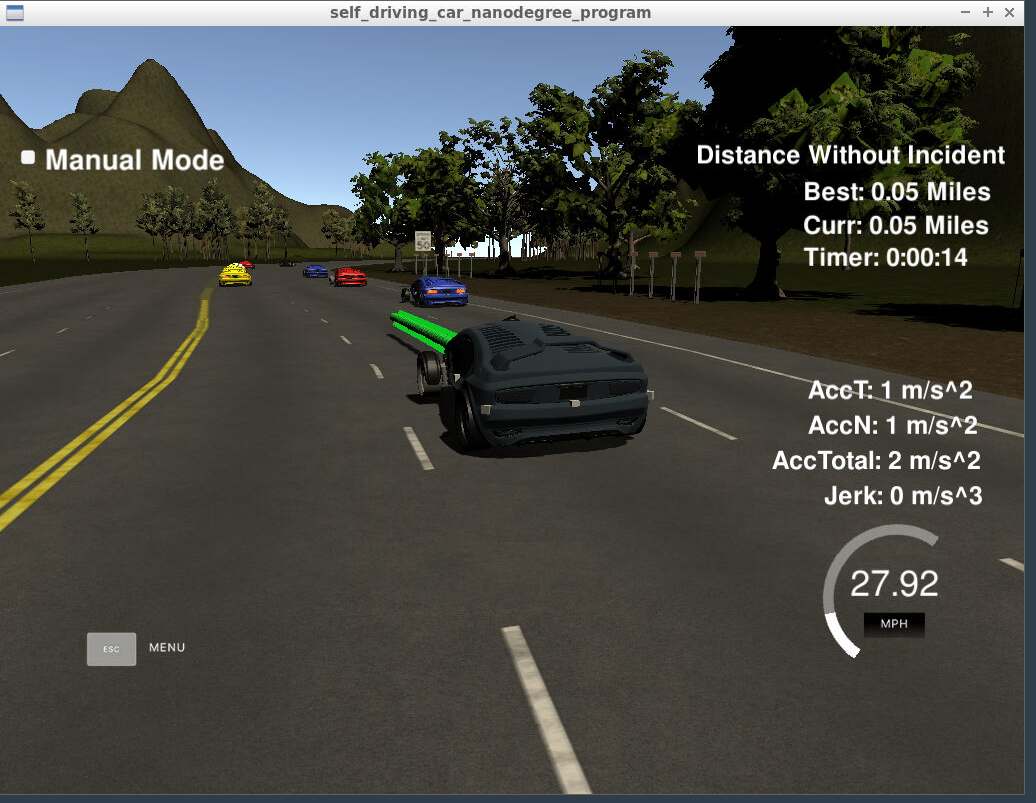 self_driving_car_nanodegree_program
Manual Mode
Distance Without Incident
Best: 0.05 Miles
Curr: 0.05 Miles
Timer: 0:00:14
50
AccT: 1 m/s^2
AccN: 1 m/s^2
AccTotal: 2 m/s^2
Jerk: 0 m/s^3
27.92
MPH
ESC MENU